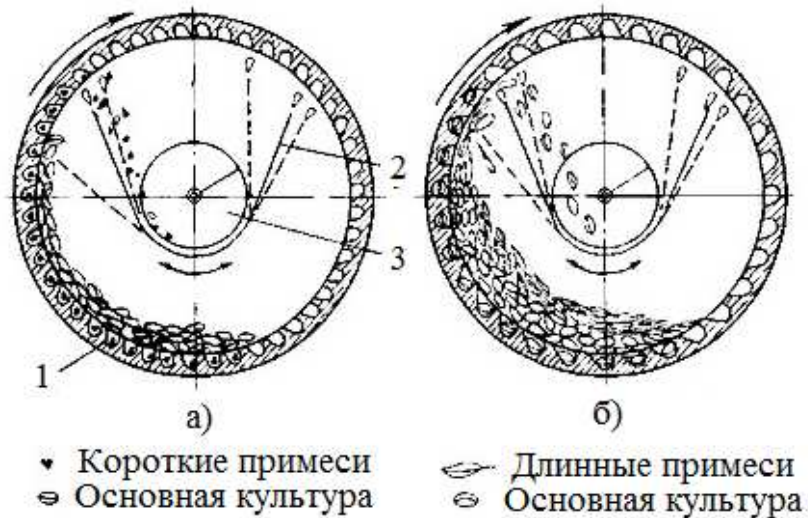 2
3
1
а)
б)
Короткие примеси
Длинные примеси
Основная культура
Основная культура